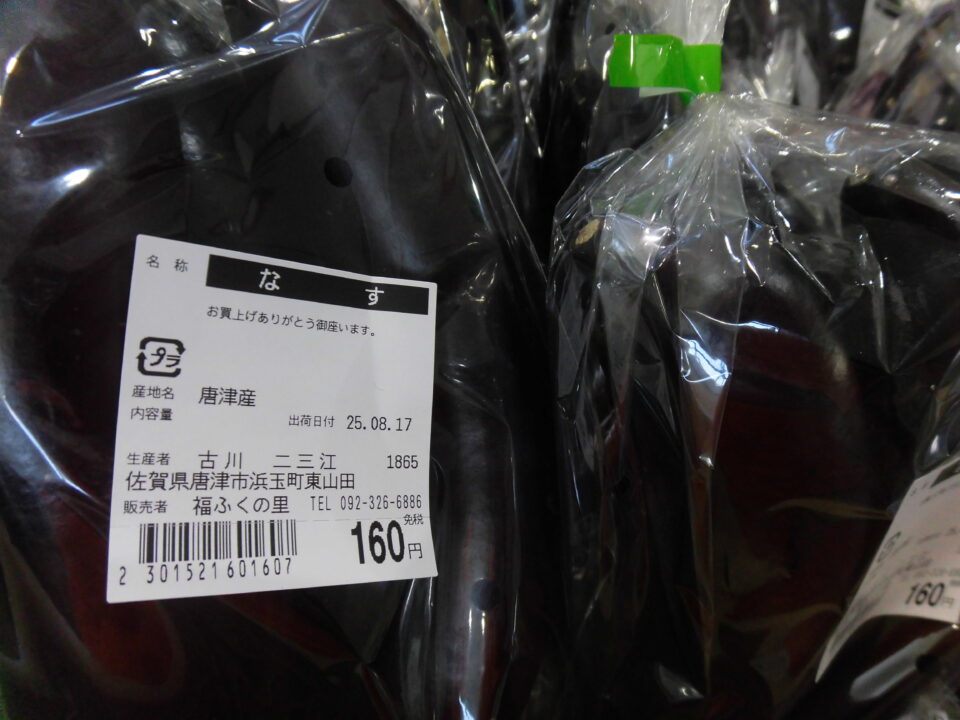 名称 なす
お買上げありがとう御座います。
プラ
産地名 唐津産
内容量
出荷日付 25.08.17
生産者 古川 二三江 1865
佐賀県唐津市浜玉町東山田
販売者 福ふくの里 TEL 092-326-6886
免税
160円
2 301521 601607
160円